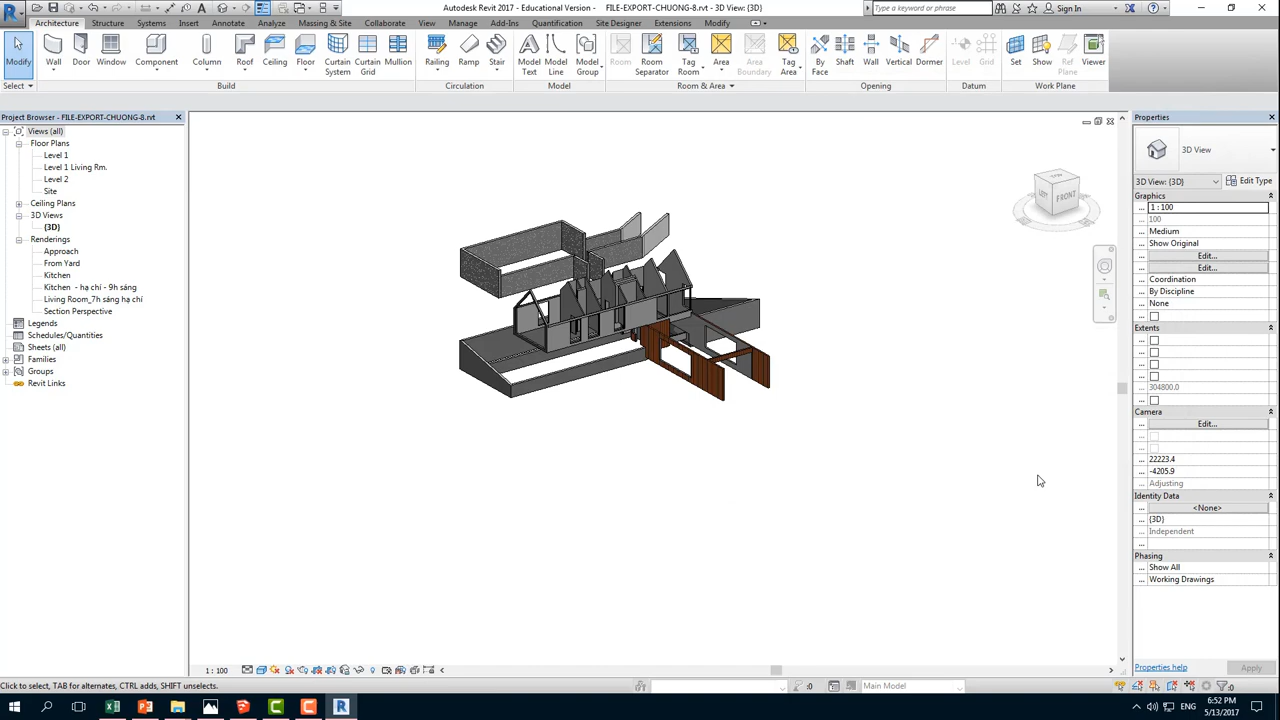 Autodesk Revit 2017 - Educational Version - FILE-EXPORT-CHUONG-8.rvt - 3D View: {3D}
Type a keyword or phrase
Sign In
Architecture Structure Systems Insert Annotate Analyze Massing & Site Collaborate View Manage Add-Ins Quantification Site Designer Extensions Modify
Modify Wall Door Window Component Column Roof Ceiling Floor Curtain System Curtain Grid Mullion Railing Ramp Stair Model Text Model Line Model Group Room Room Separator Tag Room Area Area Boundary Tag Area By Face Shaft Wall Vertical Dormer Level Grid Set Show Ref Plane Viewer
Select Build Circulation Model Room & Area Opening Datum Work Plane
Project Browser - FILE-EXPORT-CHUONG-8.rvt
Views (all)
Floor Plans
Level 1
Level 1 Living Rm.
Level 2
Site
Ceiling Plans
3D Views
{3D}
Renderings
Approach
From Yard
Kitchen
Kitchen - hạ chí - 9h sáng
Living Room_7h sáng hạ chí
Section Perspective
Legends
Schedules/Quantities
Sheets (all)
Families
Groups
Revit Links
LEFT FRONT
Properties
3D View
3D View: {3D} Edit Type
Graphics
1 : 100
100
Medium
Show Original
Edit...
Edit...
Coordination
By Discipline
None
Extents
304800.0
Camera
Edit...
22223.4
-4205.9
Adjusting
Identity Data
<None>
{3D}
Independent
Phasing
Show All
Working Drawings
Properties help
Apply
1 : 100
Click to select, TAB for alternates, CTRL adds, SHIFT unselects.
:0
Main Model
:0
ENG
6:52 PM
5/13/2017